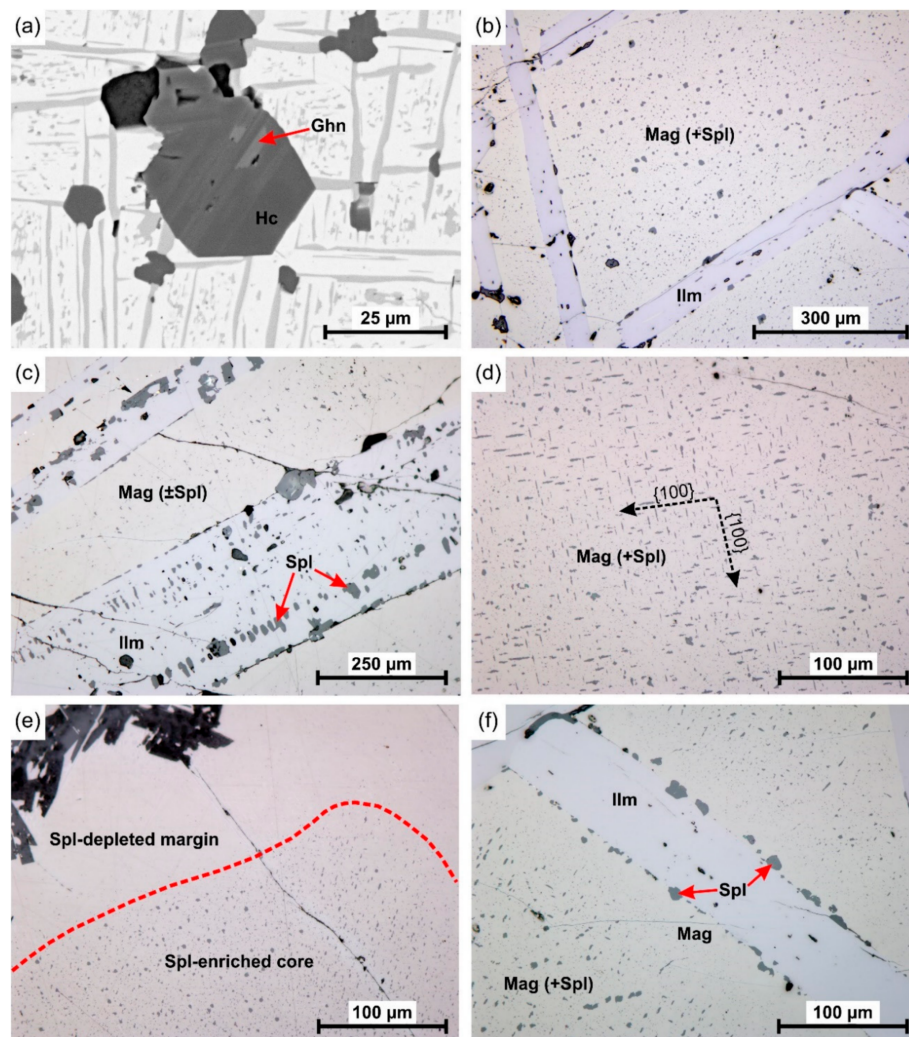 (a)
Ghn
Hc
25 µm
(b)
Mag (+Spl)
Ilm
300 µm
(c)
Mag (±Spl)
Spl
Ilm
250 µm
(d)
{100}
{100}
Mag (+Spl)
100 µm
(e)
Spl-depleted margin
Spl-enriched core
100 µm
(f)
Ilm
Spl
Mag
Mag (+Spl)
100 µm